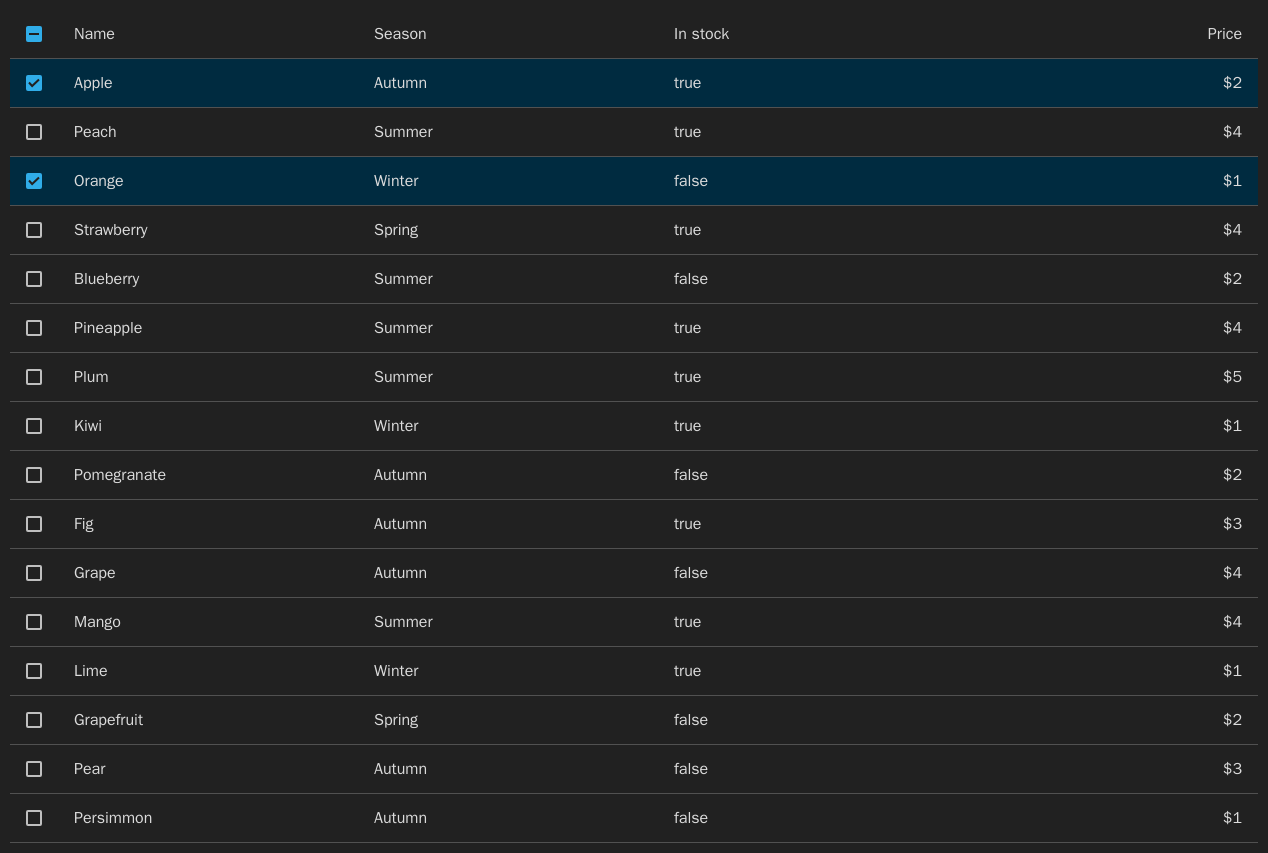 Name Season In stock Price
Apple Autumn true $2
Peach Summer true $4
Orange Winter false $1
Strawberry Spring true $4
Blueberry Summer false $2
Pineapple Summer true $4
Plum Summer true $5
Kiwi Winter true $1
Pomegranate Autumn false $2
Fig Autumn true $3
Grape Autumn false $4
Mango Summer true $4
Lime Winter true $1
Grapefruit Spring false $2
Pear Autumn false $3
Persimmon Autumn false $1